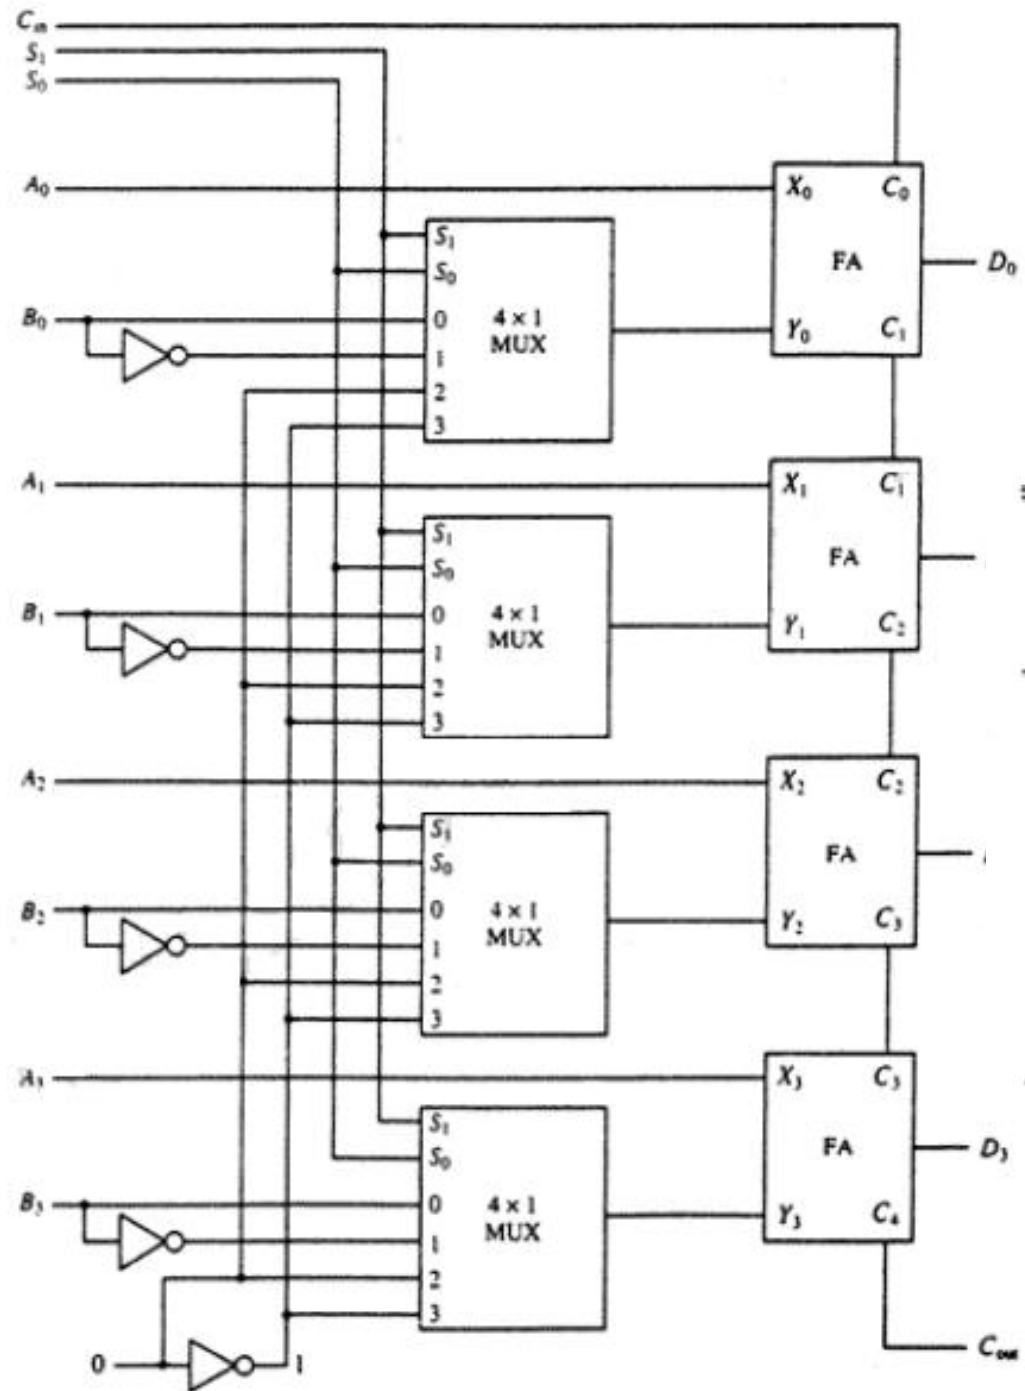 C_in
S_1
S_0
A_0
X_0 C_0
FA
D_0
Y_0 C_1
S_1
S_0
B_0
0
1
2
3
4 × 1
MUX
A_1
X_1 C_1
FA
Y_1 C_2
S_1
S_0
B_1
0
1
2
3
4 × 1
MUX
A_2
X_2 C_2
FA
Y_2 C_3
S_1
S_0
B_2
0
1
2
3
4 × 1
MUX
A_3
X_3 C_3
FA
D_3
Y_3 C_4
S_1
S_0
B_3
0
1
2
3
4 × 1
MUX
0
1
C_out